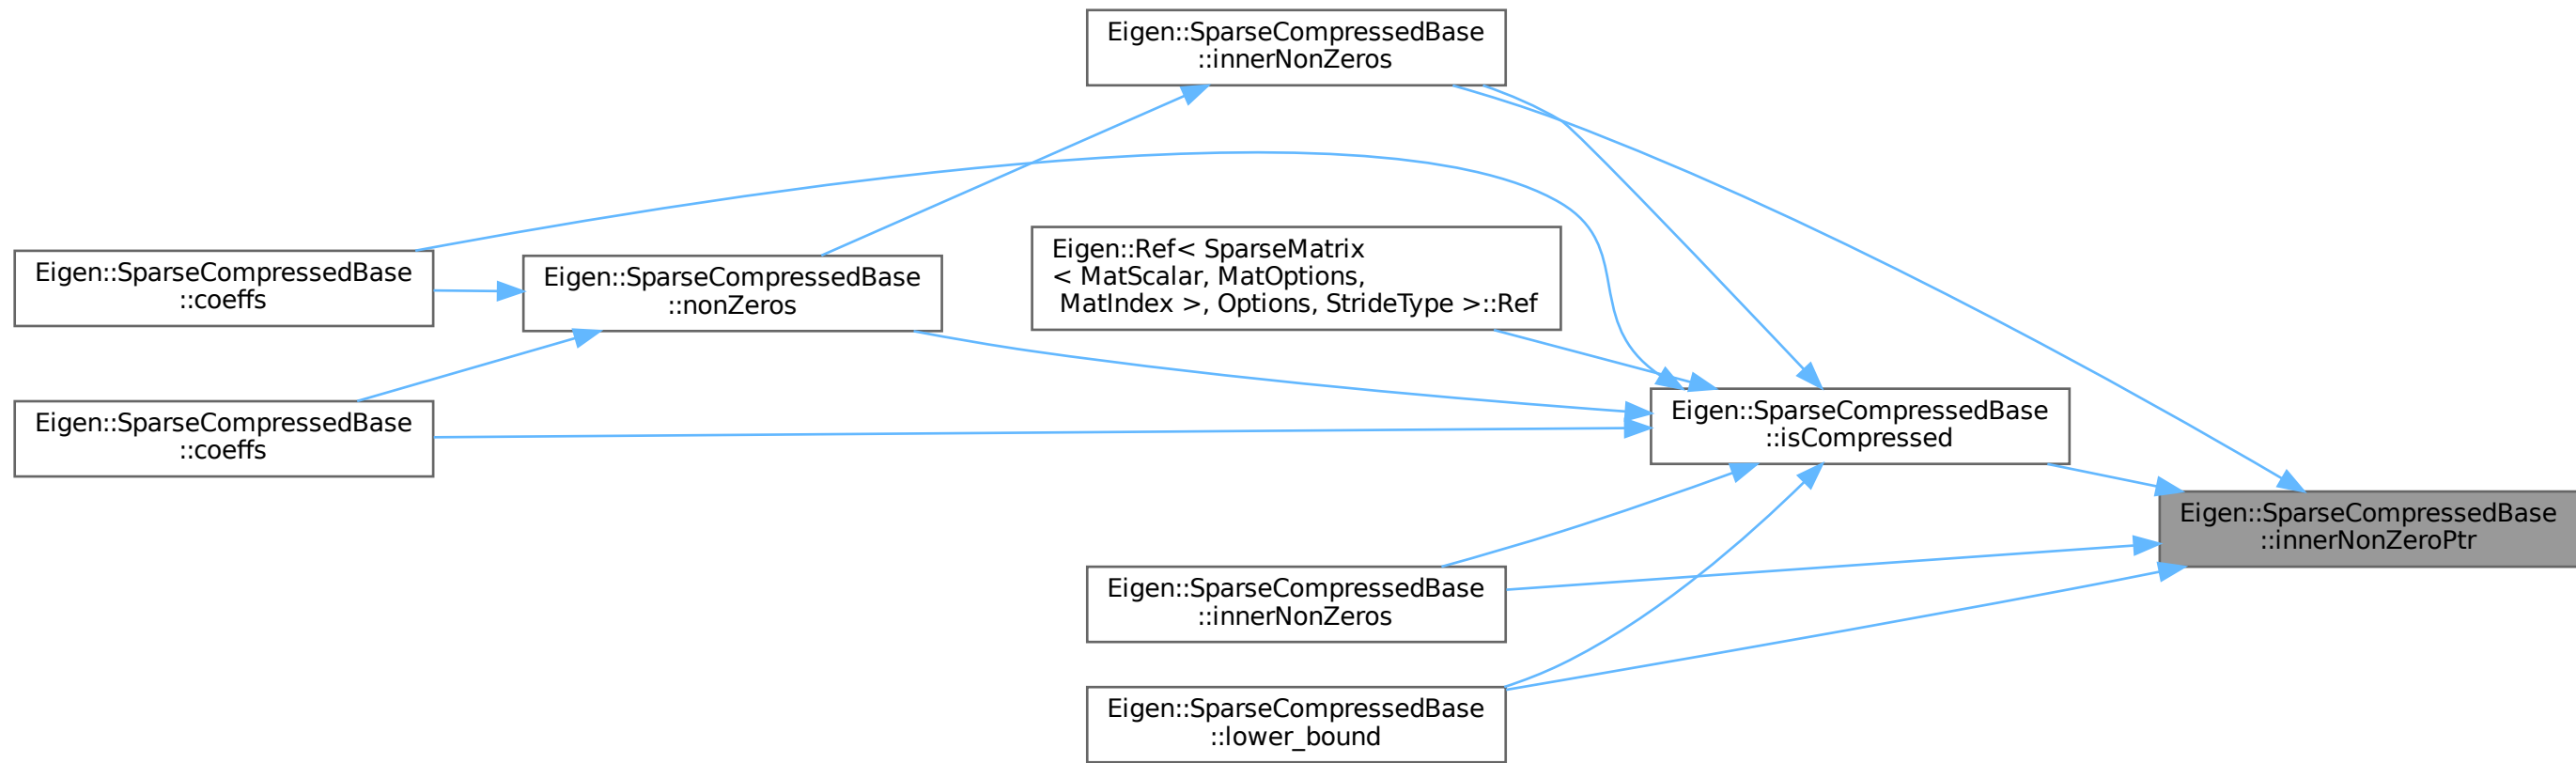 Eigen::SparseCompressedBase
::innerNonZeros
Eigen::SparseCompressedBase
::coeffs
Eigen::SparseCompressedBase
::nonZeros
Eigen::Ref< SparseMatrix
< MatScalar, MatOptions,
 MatIndex >, Options, StrideType >::Ref
Eigen::SparseCompressedBase
::coeffs
Eigen::SparseCompressedBase
::isCompressed
Eigen::SparseCompressedBase
::innerNonZeroPtr
Eigen::SparseCompressedBase
::innerNonZeros
Eigen::SparseCompressedBase
::lower_bound